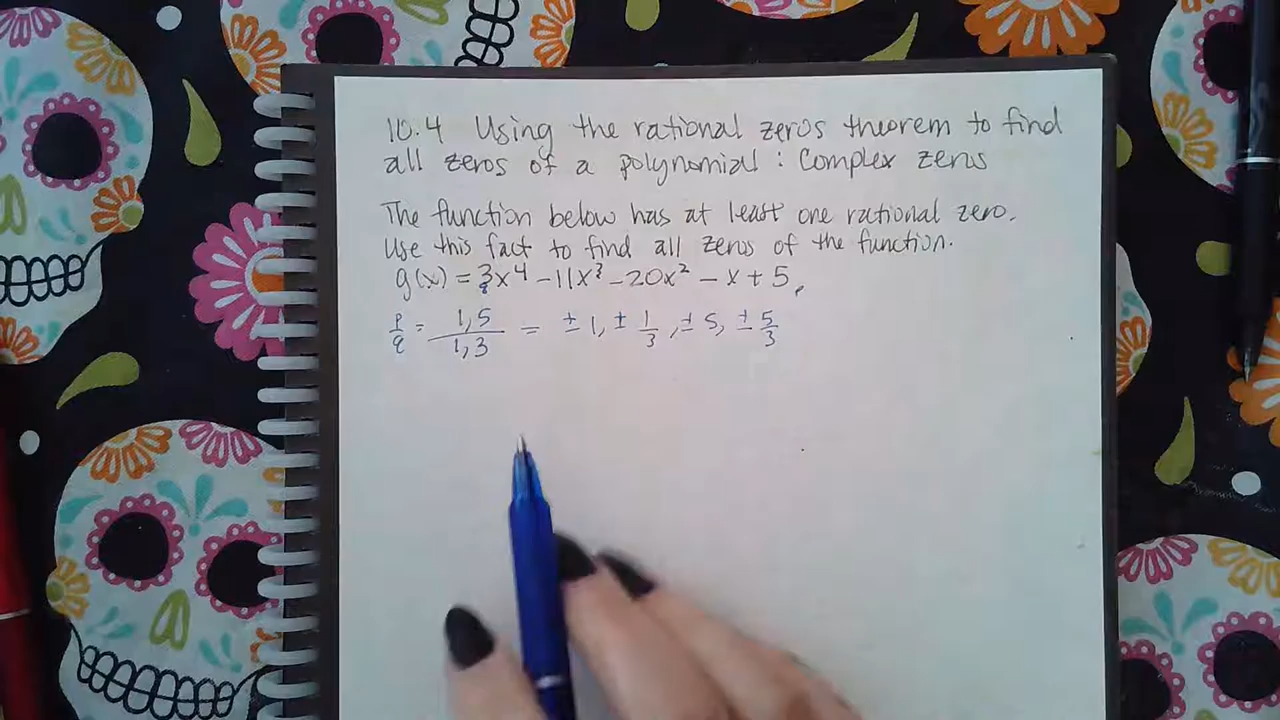 10.4 Using the rational zeros theorem to find
all zeros of a polynomial : Complex zeros
The function below has at least one rational zero.
Use this fact to find all zeros of the function.
g(x) = 3x⁴ - 11x³ - 20x² - x + 5,
p/q = 1,5/1,3 = ± 1, ± 1/3, ± 5, ± 5/3